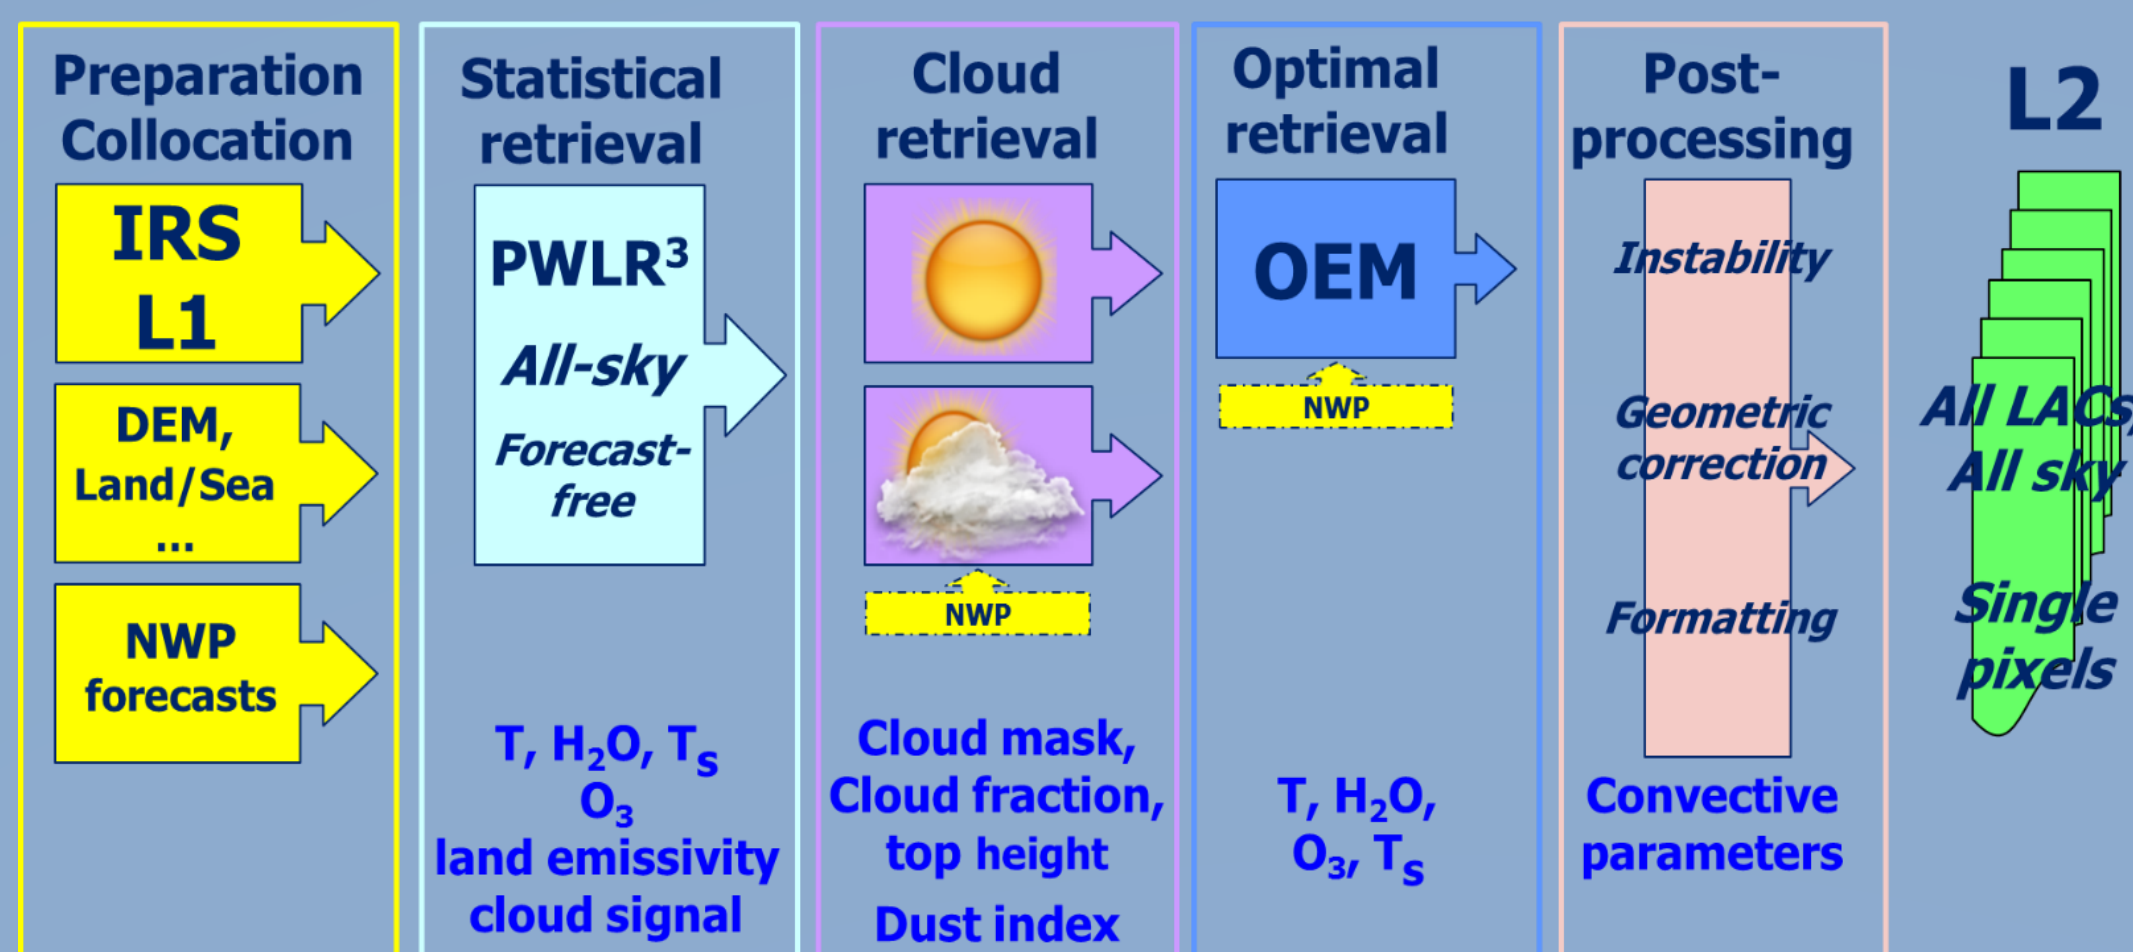 Preparation
Collocation
IRS
L1
DEM,
Land/Sea
...
NWP
forecasts
Statistical
retrieval
PWLR³
All-sky
Forecast-
free
T, H₂O, Tₛ
O₃
land emissivity
cloud signal
Cloud
retrieval
NWP
Cloud mask,
Cloud fraction,
top height
Dust index
Optimal
retrieval
OEM
NWP
T, H₂O,
O₃, Tₛ
Post-
processing
Instability
Geometric
correction
Formatting
Convective
parameters
L2
All LACs,
All sky
Single
pixels